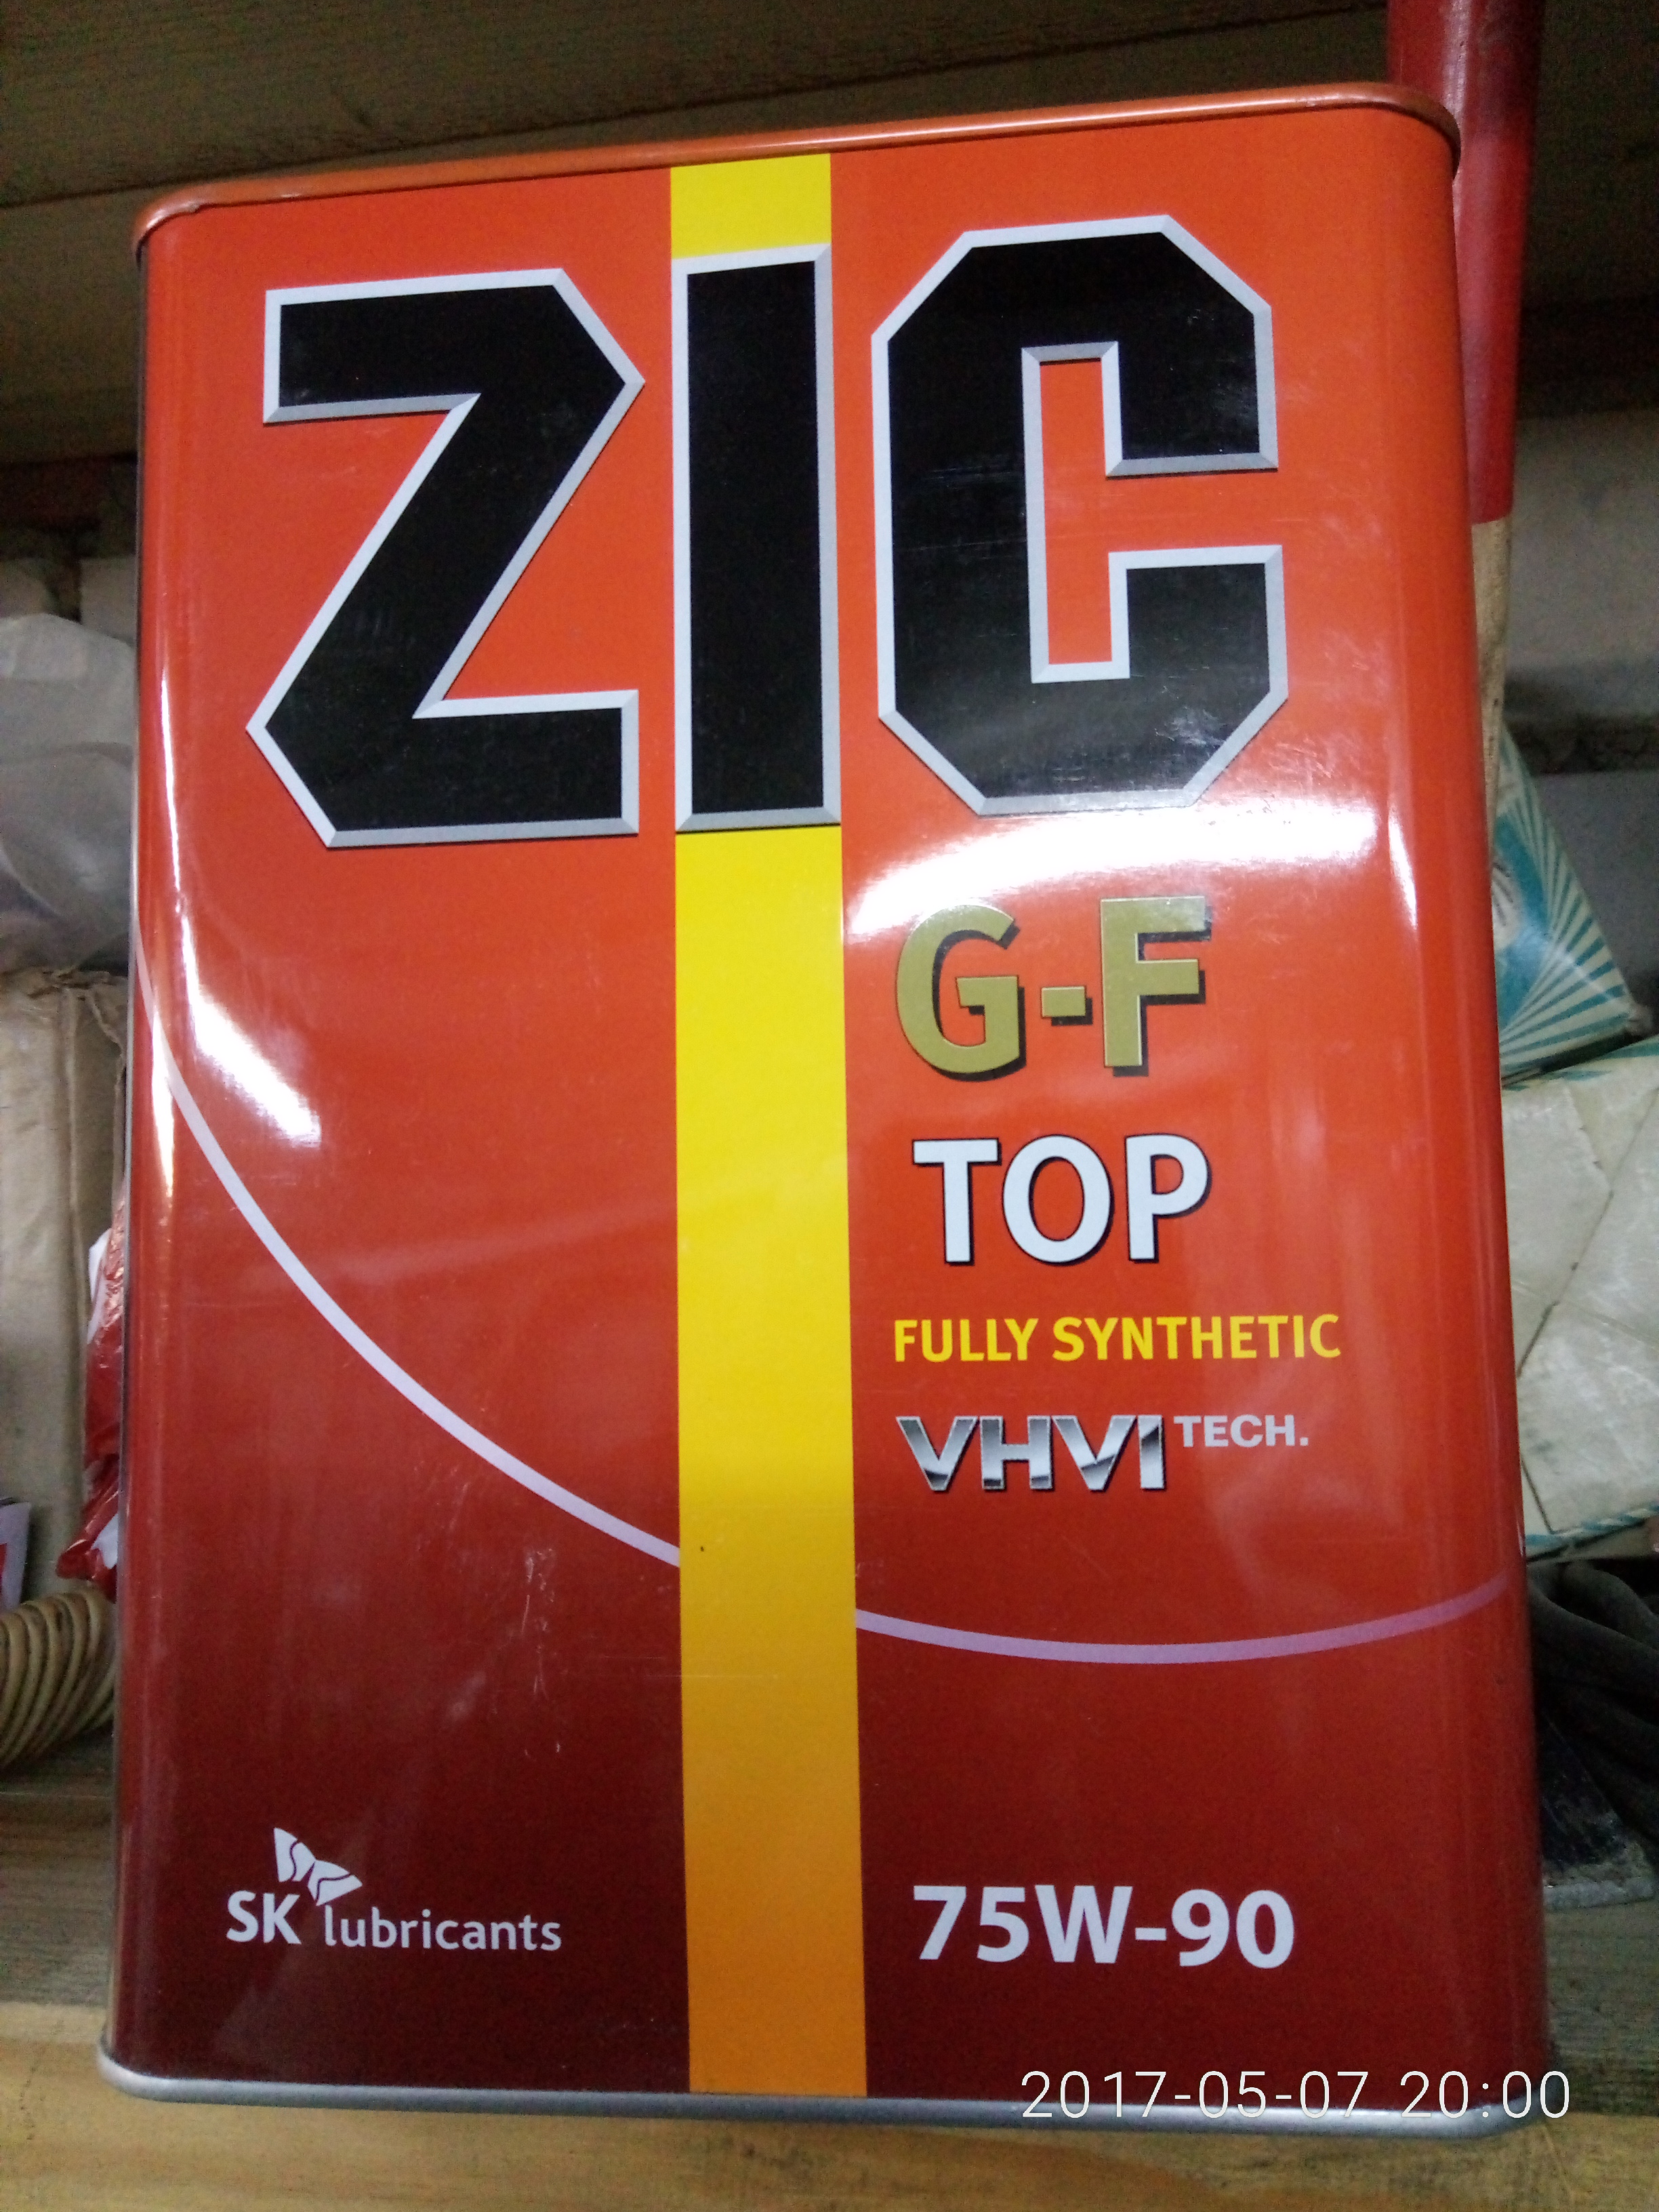 ZIC
G-F
TOP
FULLY SYNTHETIC
VHVI TECH.
SK lubricants
75W-90
2017-05-07 20:00